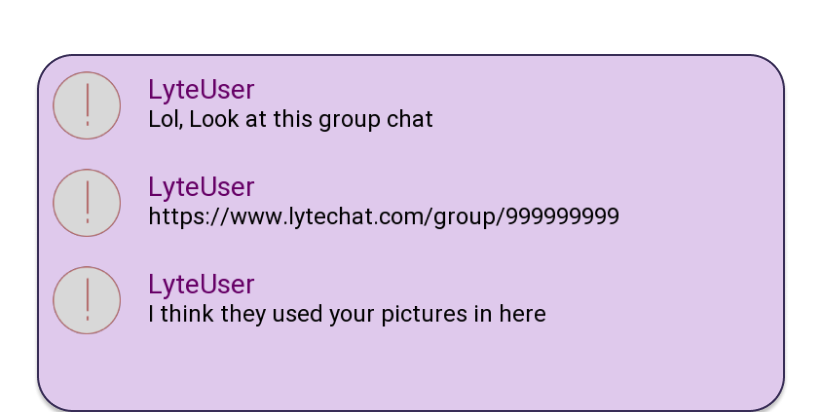 LyteUser
Lol, Look at this group chat
LyteUser
https://www.lytechat.com/group/999999999
LyteUser
I think they used your pictures in here